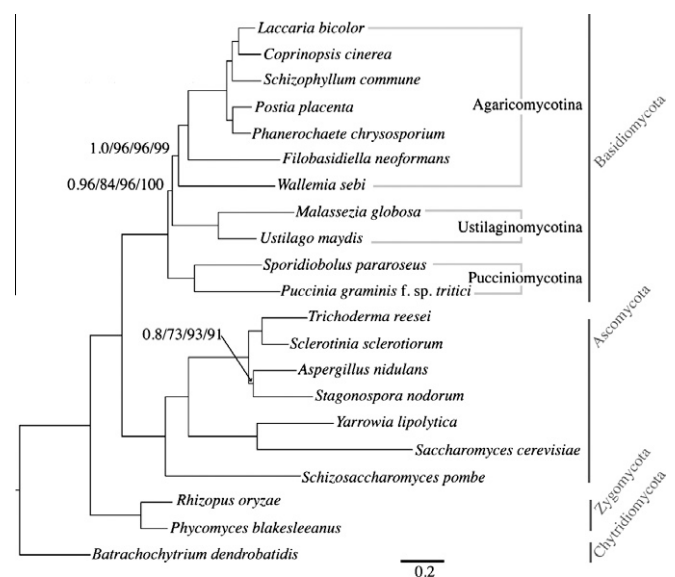 Laccaria bicolor
Coprinopsis cinerea
Schizophyllum commune
Postia placenta
Agaricomycotina
Phanerochaete chrysosporium
1.0/96/96/99
Filobasidiella neoformans
0.96/84/96/100
Wallemia sebi
Malassezia globosa
Ustilaginomycotina
Ustilago maydis
Sporidiobolus pararoseus
Pucciniomycotina
Puccinia graminis f. sp. tritici
Basidiomycota
Trichoderma reesei
0.8/73/93/91
Sclerotinia sclerotiorum
Aspergillus nidulans
Stagonospora nodorum
Yarrowia lipolytica
Saccharomyces cerevisiae
Schizosaccharomyces pombe
Ascomycota
Rhizopus oryzae
Phycomyces blakesleeanus
Zygomycota
Batrachochytrium dendrobatidis
Chytridiomycota
0.2